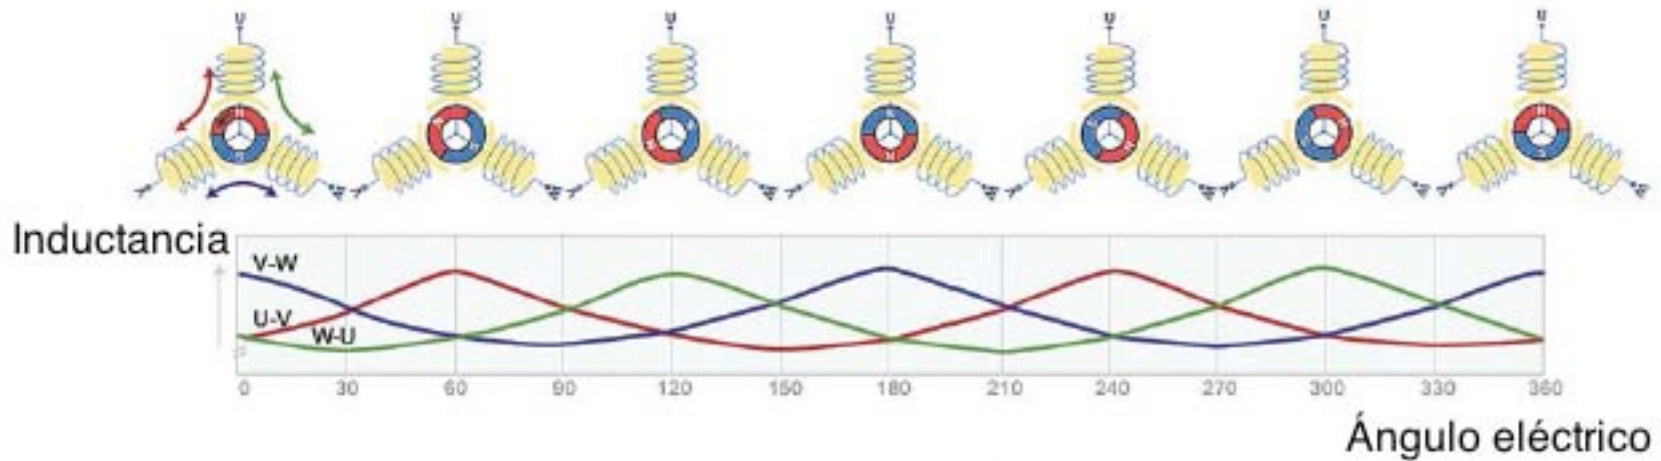 U U U U U U U
Inductancia
V-W
U-V
W-U
0 30 60 90 120 150 180 210 240 270 300 330 360
Ángulo eléctrico